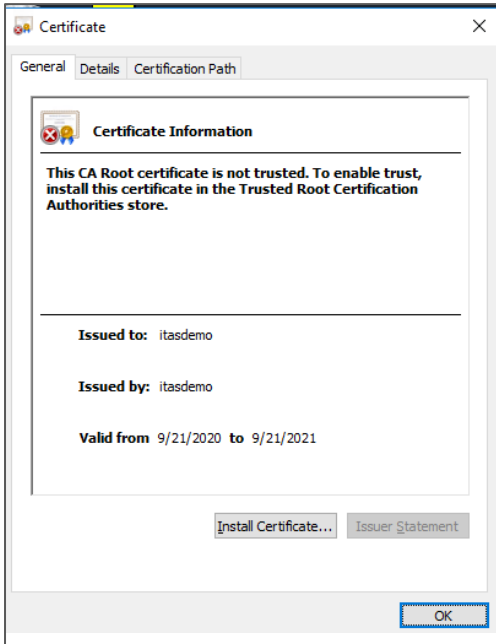 Certificate
General Details Certification Path
Certificate Information
This CA Root certificate is not trusted. To enable trust,
install this certificate in the Trusted Root Certification
Authorities store.
Issued to: itasdemo
Issued by: itasdemo
Valid from 9/21/2020 to 9/21/2021
Install Certificate... Issuer Statement
OK